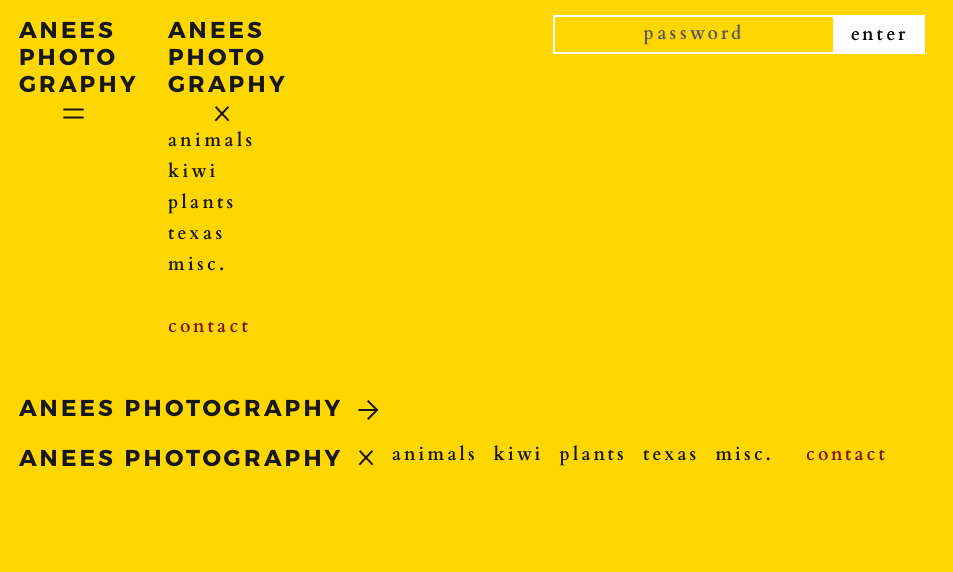 ANEES
PHOTO
GRAPHY
ANEES
PHOTO
GRAPHY
animals
kiwi
plants
texas
misc.
contact
password
enter
ANEES PHOTOGRAPHY
ANEES PHOTOGRAPHY animals kiwi plants texas misc. contact